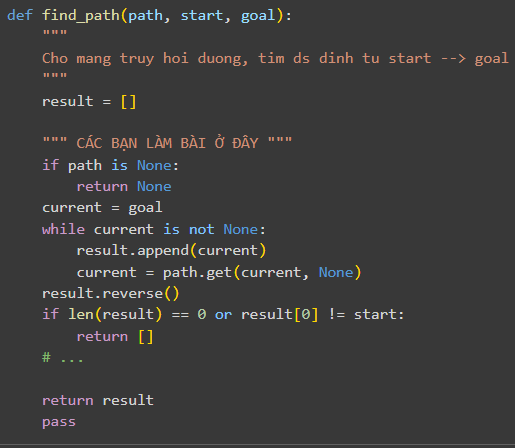 def find_path(path, start, goal):
    """
    Cho mang truy hoi duong, tim ds dinh tu start --> goal
    """
    result = []

    """ CÁC BẠN LÀM BÀI Ở ĐÂY """
    if path is None:
        return None
    current = goal
    while current is not None:
        result.append(current)
        current = path.get(current, None)
    result.reverse()
    if len(result) == 0 or result[0] != start:
        return []
    # ...

    return result
    pass